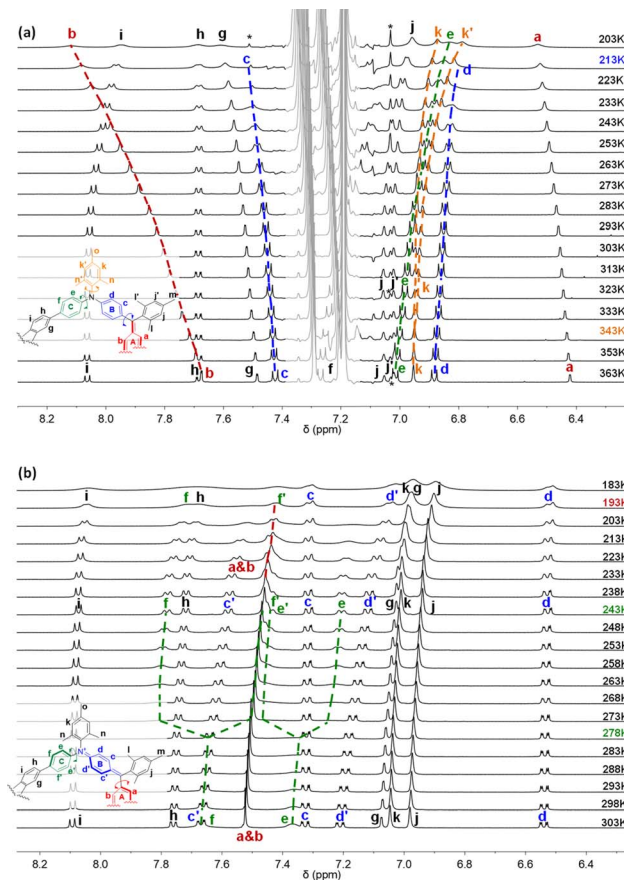 (a)
b i h g * j k e k' a 203K
c d 213K
223K
233K
243K
253K
263K
273K
283K
293K
303K
313K
j j' e k 323K
333K
343K
353K
i h b g c f j j * e k d a 363K
o
k' k
n' n
e d l' j'
f N c m
C B
i h g l j
b A a
8.2 8.0 7.8 7.6 7.4 7.2 7.0 6.8 6.6 6.4
δ (ppm)
(b)
183K
i f h f' c d' k g j d 193K
203K
213K
223K
a&b 233K
238K
i f h c' f' e' c e d' g k j d 243K
248K
253K
258K
263K
268K
273K
278K
283K
288K
293K
298K
i h c' f a&b e c d' g k j d 303K
o
k
n n
e d l
f N⁺ c m
C B
i h g e' f' d' c' j
b A a
8.2 8.0 7.8 7.6 7.4 7.2 7.0 6.8 6.6 6.4
δ (ppm)